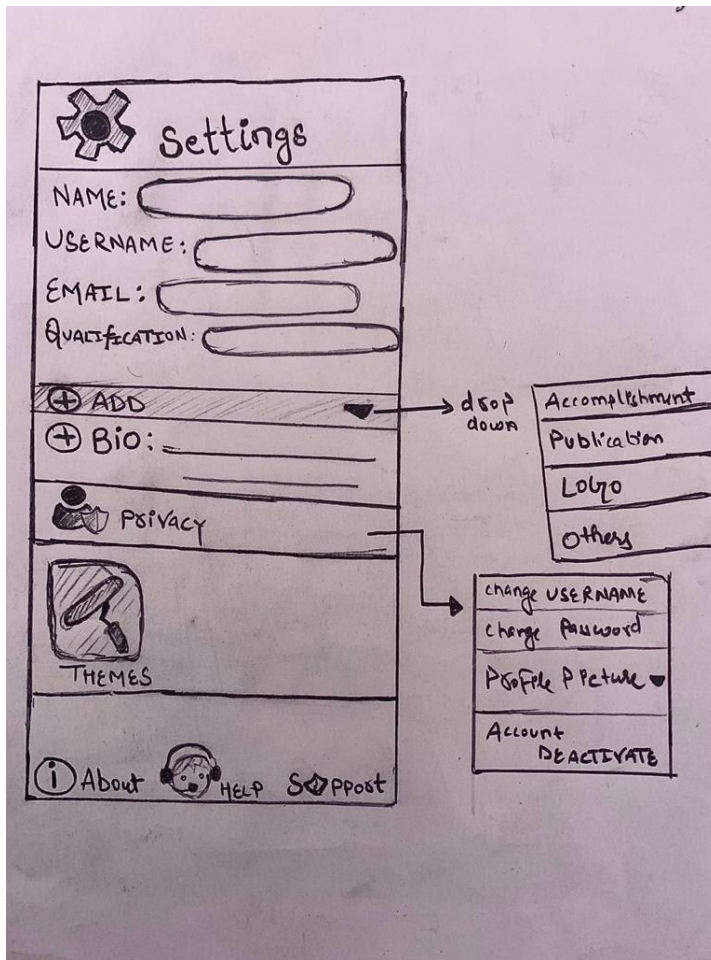 Settings
NAME:
USERNAME:
EMAIL:
QUALIFICATION:
ADD
drop
down
BIO:
Privacy
THEMES
i About
HELP
Support
Accomplishment
Publication
LOGO
Others
change USERNAME
change Password
Profile PPicture
Account
DEACTIVATE